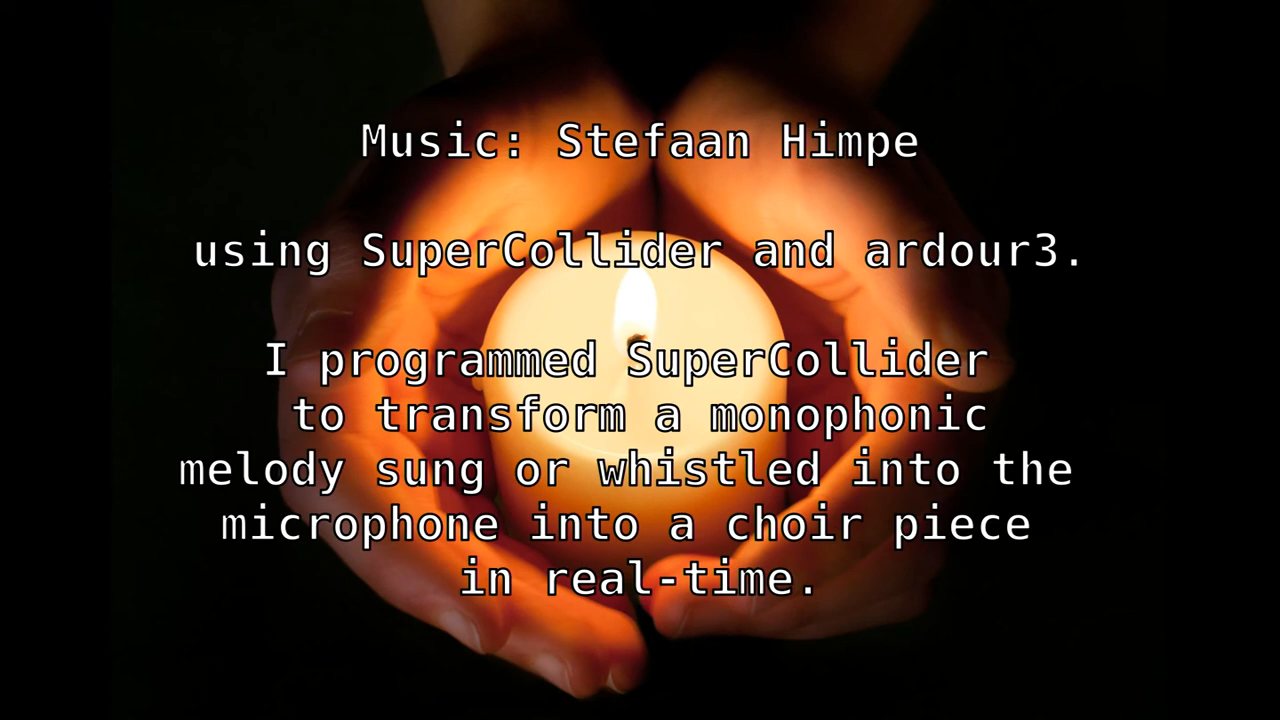 Music: Stefaan Himpe
using SuperCollider and ardour3.
I programmed SuperCollider
to transform a monophonic
melody sung or whistled into the
microphone into a choir piece
in real-time.